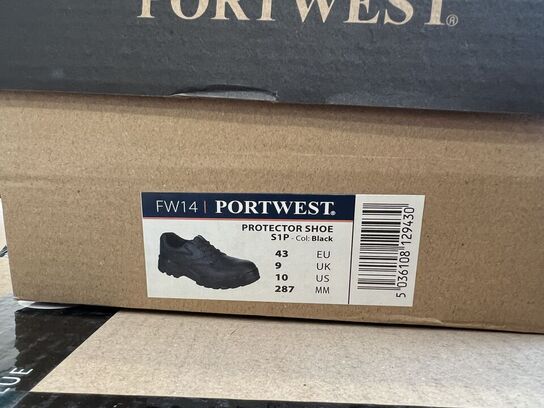 PORTWEST®
FW14 | PORTWEST®
PROTECTOR SHOE
S1P - Col: Black
43 EU
9 UK
10 US
287 MM
5 036108 129430
UE